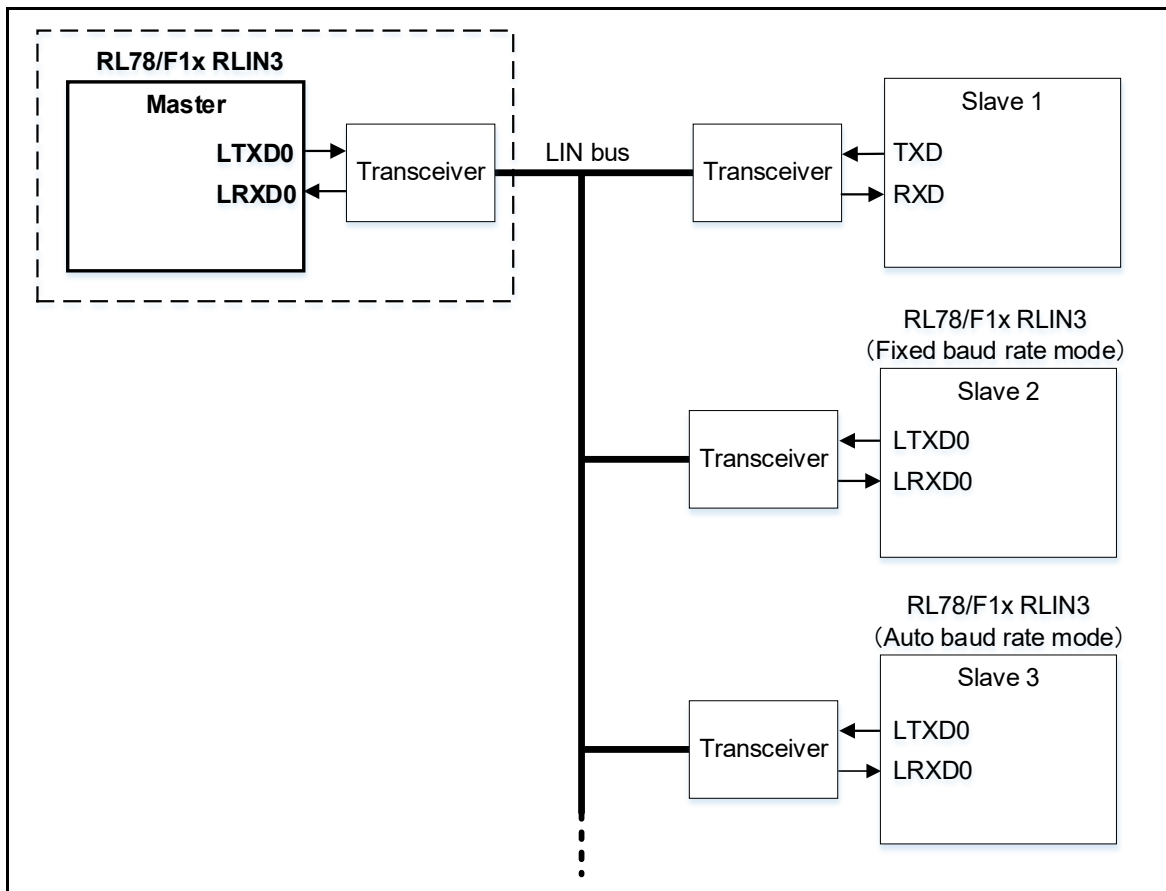 RL78/F1x RLIN3
Master
LTXD0
LRXD0
Transceiver
LIN bus
Transceiver
Slave 1
TXD
RXD
RL78/F1x RLIN3
（Fixed baud rate mode）
Slave 2
Transceiver
LTXD0
LRXD0
RL78/F1x RLIN3
（Auto baud rate mode）
Slave 3
Transceiver
LTXD0
LRXD0